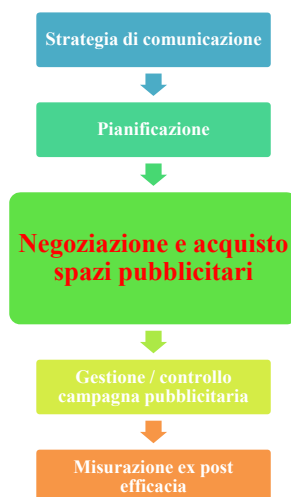 Strategia di comunicazione
Pianificazione
Negoziazione e acquisto
spazi pubblicitari
Gestione / controllo
campagna pubblicitaria
Misurazione ex post
efficacia